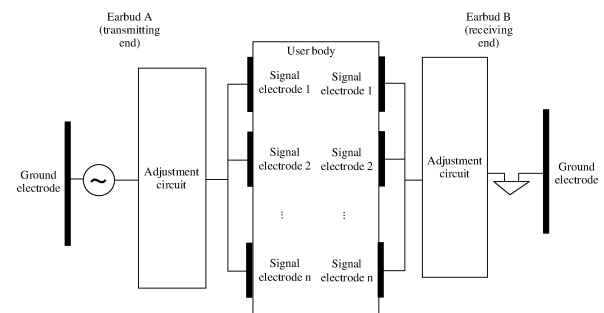 Earbud A
(transmitting
end)
Earbud B
(receiving
end)
User body
Signal
electrode 1
Signal
electrode 1
Signal
electrode 2
Signal
electrode 2
Ground
electrode
~
Adjustment
circuit
Adjustment
circuit
Ground
electrode
⋮
⋮
Signal
electrode n
Signal
electrode n